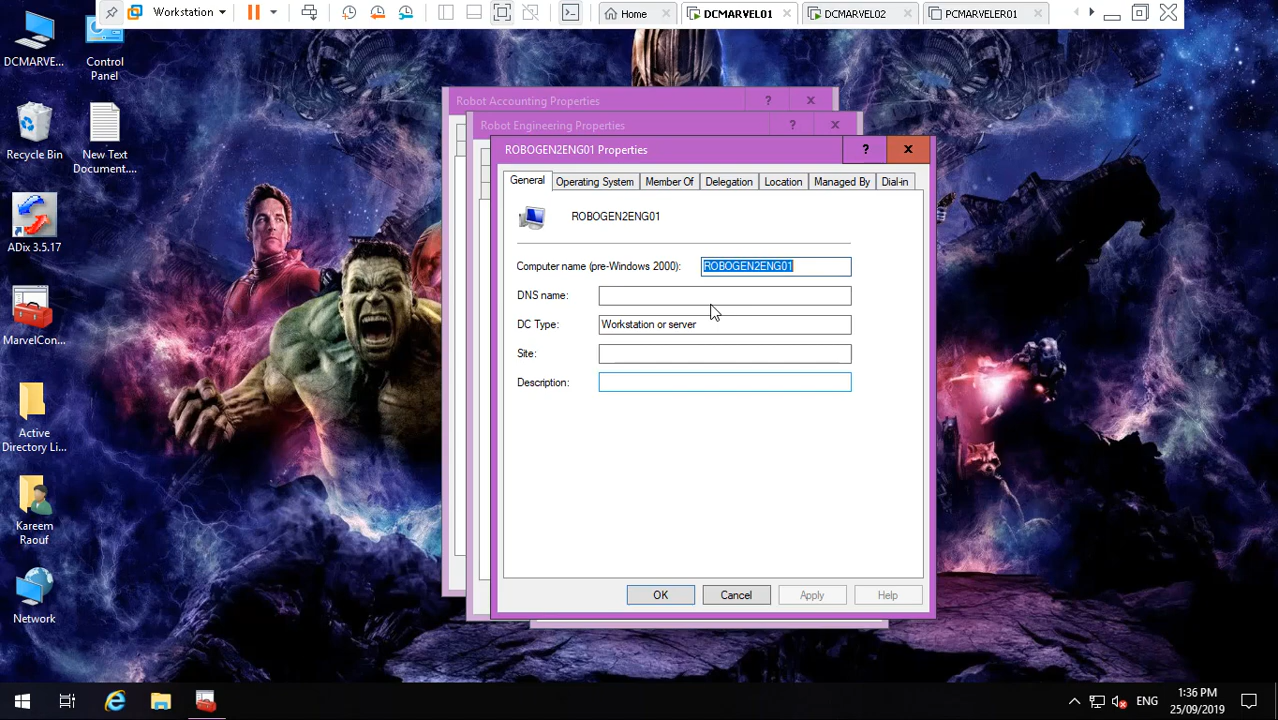 Workstation
Home
DCMARVEL01
DCMARVEL02
PCMARVELER01
DCMARVE...
Control
Panel
Recycle Bin
New Text
Document....
ADix 3.5.17
MarvelCon...
Active
Directory Li...
Kareem
Raouf
Network
Robot Accounting Properties
?
Robot Engineering Properties
?
ROBOGEN2ENG01 Properties
?
General
Operating System
Member Of
Delegation
Location
Managed By
Dial-in
ROBOGEN2ENG01
Computer name (pre-Windows 2000):
ROBOGEN2ENG01
DNS name:
DC Type:
Workstation or server
Site:
Description:
OK
Cancel
Apply
Help
ENG
1:36 PM
25/09/2019